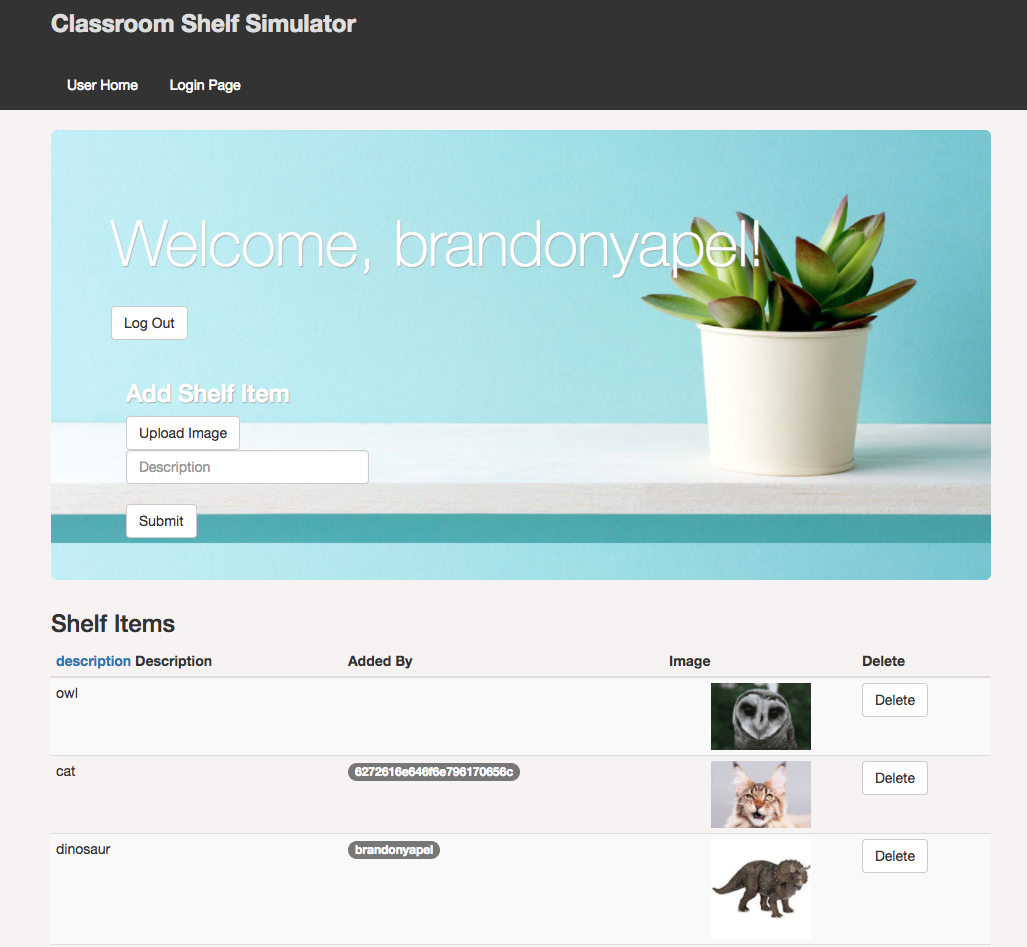 Classroom Shelf Simulator
User Home Login Page
Welcome, brandonyapel!
Log Out
Add Shelf Item
Upload Image
Description
Submit
Shelf Items
description Description Added By Image Delete
owl Delete
cat 6272616e646f6e796170656c Delete
dinosaur brandonyapel Delete